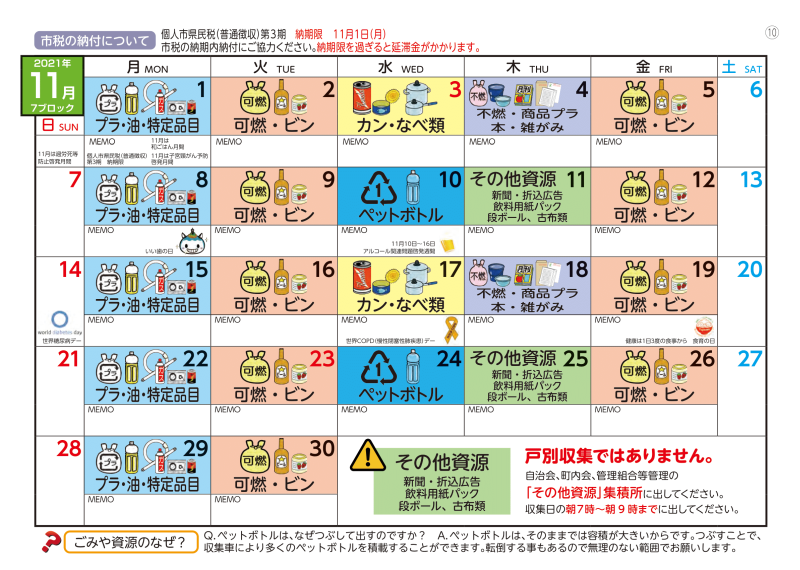 市税の納付について
個人市県民税(普通徴収)第3期 納期限 11月1日(月)
市税の納期内納付にご協力ください。納期限を過ぎると延滞金がかかります。
⑩
2021年
11月
7ブロック
日 SUN
月 MON
火 TUE
水 WED
木 THU
金 FRI
土 SAT
11月は過労死等
防止啓発月間
プラ 1
プラ・油・特定品目
MEMO
11月は
和ごはん月間
個人市県民税(普通徴収)
第3期 納期限
11月は子宮頸がん予防
啓発月間
可燃 2
可燃・ビン
MEMO
3
カン・なべ類
MEMO
不燃 4
不燃・商品プラ
本・雑がみ
MEMO
可燃 5
可燃・ビン
MEMO
6
7
プラ 8
プラ・油・特定品目
MEMO
いい歯の日
可燃 9
可燃・ビン
MEMO
1 10
ペットボトル
MEMO
11月10日~16日
アルコール関連問題啓発週間
その他資源 11
新聞・折込広告
飲料用紙パック
段ボール、古布類
MEMO
可燃 12
可燃・ビン
MEMO
13
14
world diabetes day
世界糖尿病デー
プラ 15
プラ・油・特定品目
MEMO
可燃 16
可燃・ビン
MEMO
17
カン・なべ類
MEMO
世界COPD(慢性閉塞性肺疾患)デー
不燃 18
不燃・商品プラ
本・雑がみ
MEMO
可燃 19
可燃・ビン
MEMO
健康は1日3度の食事から 食育の日
20
21
プラ 22
プラ・油・特定品目
MEMO
可燃 23
可燃・ビン
MEMO
1 24
ペットボトル
MEMO
その他資源 25
新聞・折込広告
飲料用紙パック
段ボール、古布類
MEMO
可燃 26
可燃・ビン
MEMO
27
28
プラ 29
プラ・油・特定品目
MEMO
可燃 30
可燃・ビン
MEMO
その他資源
新聞・折込広告
飲料用紙パック
段ボール、古布類
戸別収集ではありません。
自治会、町内会、管理組合等管理の
「その他資源」集積所に出してください。
収集日の朝7時~朝9時までに出してください。
ごみや資源のなぜ?
Q.ペットボトルは、なぜつぶして出すのですか? A.ペットボトルは、そのままでは容積が大きいからです。つぶすことで、
収集車により多くのペットボトルを積載することができます。転倒する事もあるので無理のない範囲でお願いします。